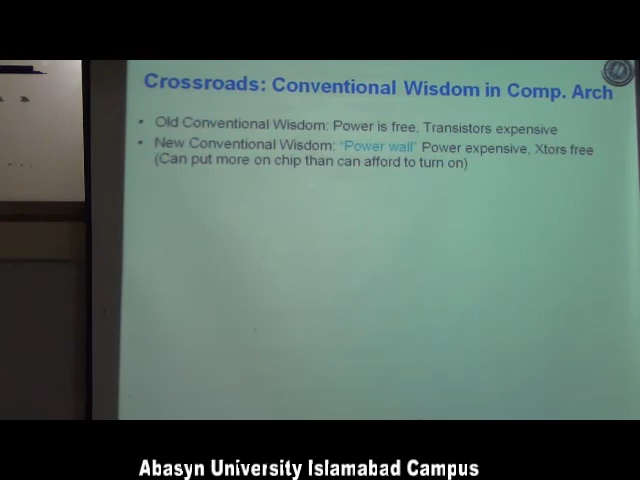 Crossroads: Conventional Wisdom in Comp. Arch
• Old Conventional Wisdom: Power is free, Transistors expensive
• New Conventional Wisdom: “Power wall” Power expensive, Xtors free
(Can put more on chip than can afford to turn on)
Abasyn University Islamabad Campus